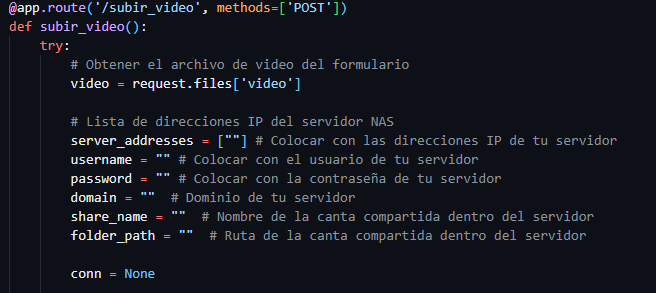 @app.route('/subir_video', methods=['POST'])
def subir_video():
    try:
        # Obtener el archivo de video del formulario
        video = request.files['video']

        # Lista de direcciones IP del servidor NAS
        server_addresses = [""] # Colocar con las direcciones IP de tu servidor
        username = "" # Colocar con el usuario de tu servidor
        password = "" # Colocar con la contraseña de tu servidor
        domain = ""  # Dominio de tu servidor
        share_name = ""  # Nombre de la canta compartida dentro del servidor
        folder_path = ""  # Ruta de la canta compartida dentro del servidor

        conn = None